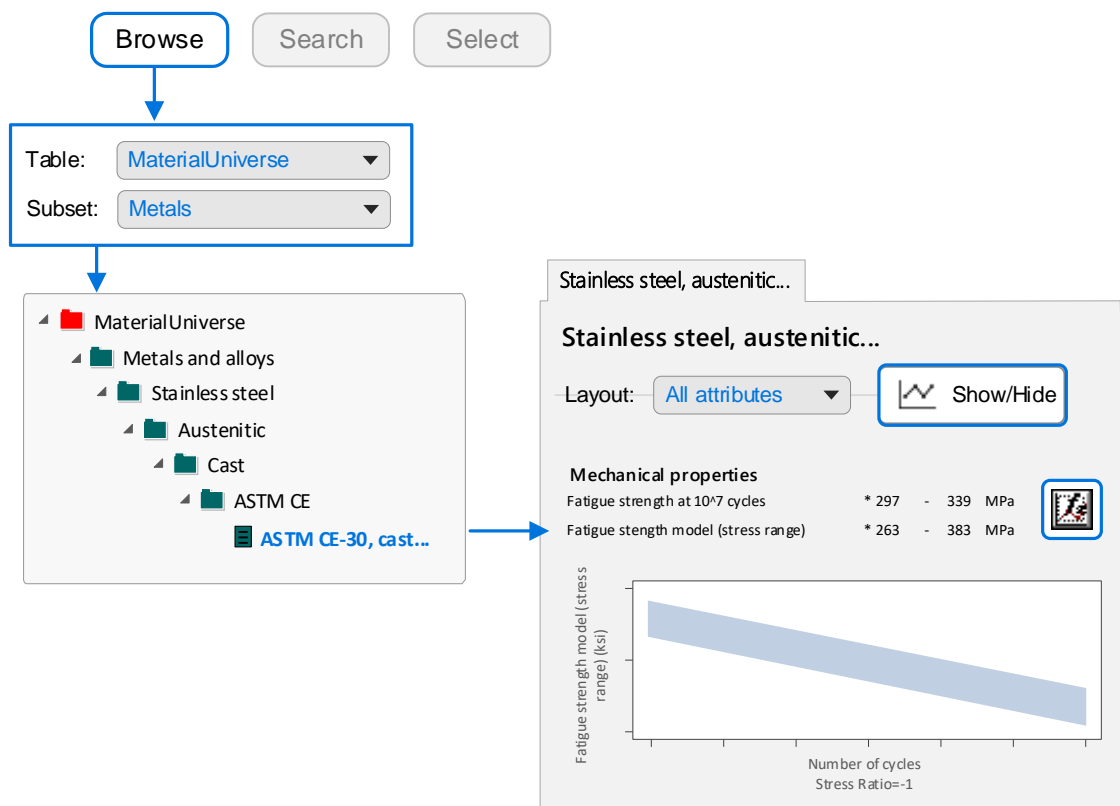 Browse
Search
Select
Table:
MaterialUniverse
Subset:
Metals
MaterialUniverse
Metals and alloys
Stainless steel
Austenitic
Cast
ASTM CE
ASTM CE-30, cast...
Stainless steel, austenitic...
Stainless steel, austenitic...
Layout:
All attributes
Show/Hide
Mechanical properties
Fatigue strength at 10^7 cycles * 297 - 339 MPa
Fatigue stength model (stress range) * 263 - 383 MPa
Fatigue strength model (stress
range) (ksi)
Number of cycles
Stress Ratio=-1